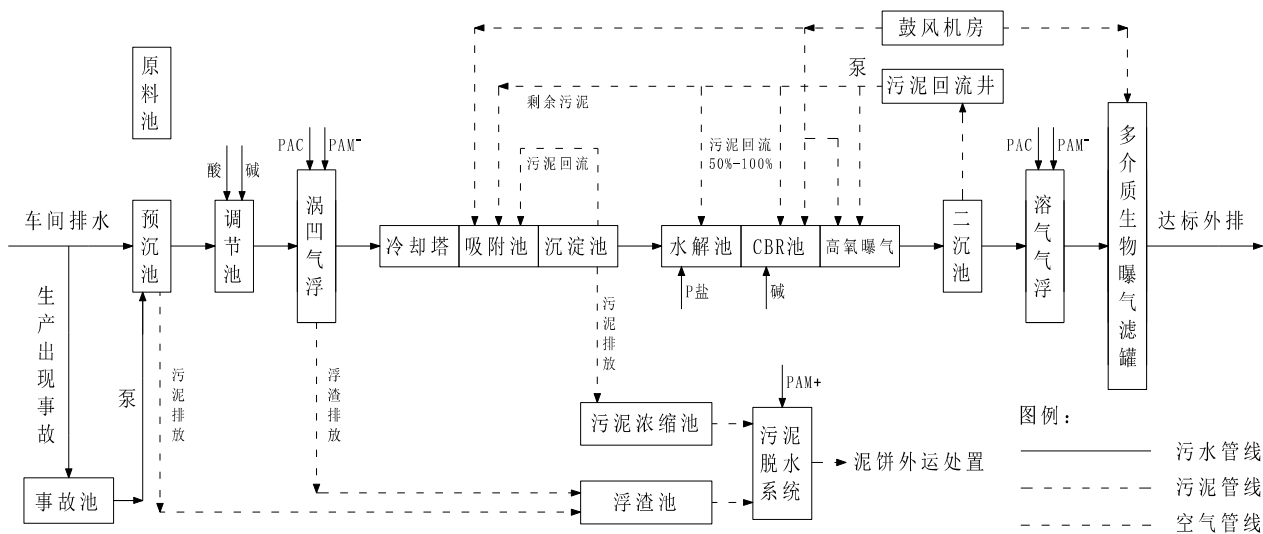 鼓风机房
原料池
泵
污泥回流井
剩余污泥
PAC
PAM-
酸
碱
污泥回流
污泥回流
50%-100%
PAC
PAM-
多介质生物曝气滤罐
车间排水
预沉池
调节池
涡凹气浮
冷却塔
吸附池
沉淀池
水解池
CBR池
高氧曝气
二沉池
溶气气浮
达标外排
P盐
碱
生产出现事故
泵
污泥排放
浮渣排放
污泥排放
PAM+
污泥浓缩池
污泥
脱水
系统
泥饼外运处置
事故池
浮渣池
图例：
污水管线
污泥管线
空气管线